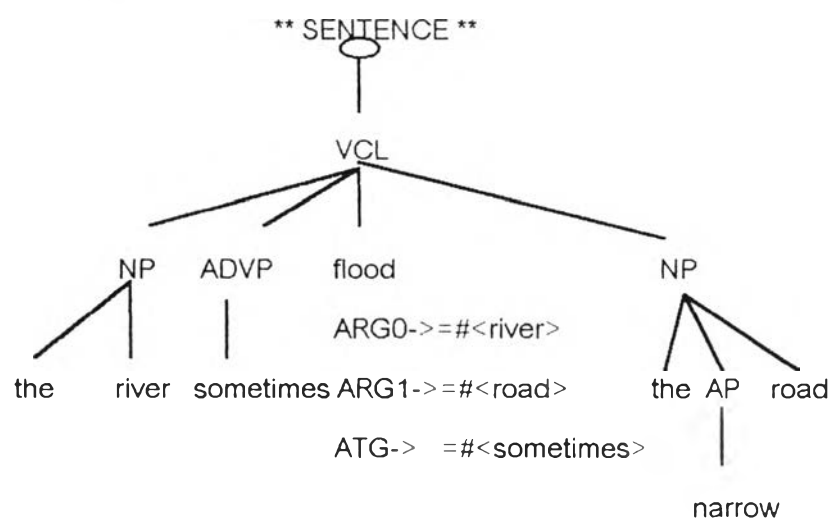 ** SENTENCE **
VCL
NP ADVP flood NP
ARG0->=#<river>
the river sometimes ARG1->=#<road> the AP road
ATG-> =#<sometimes>
narrow